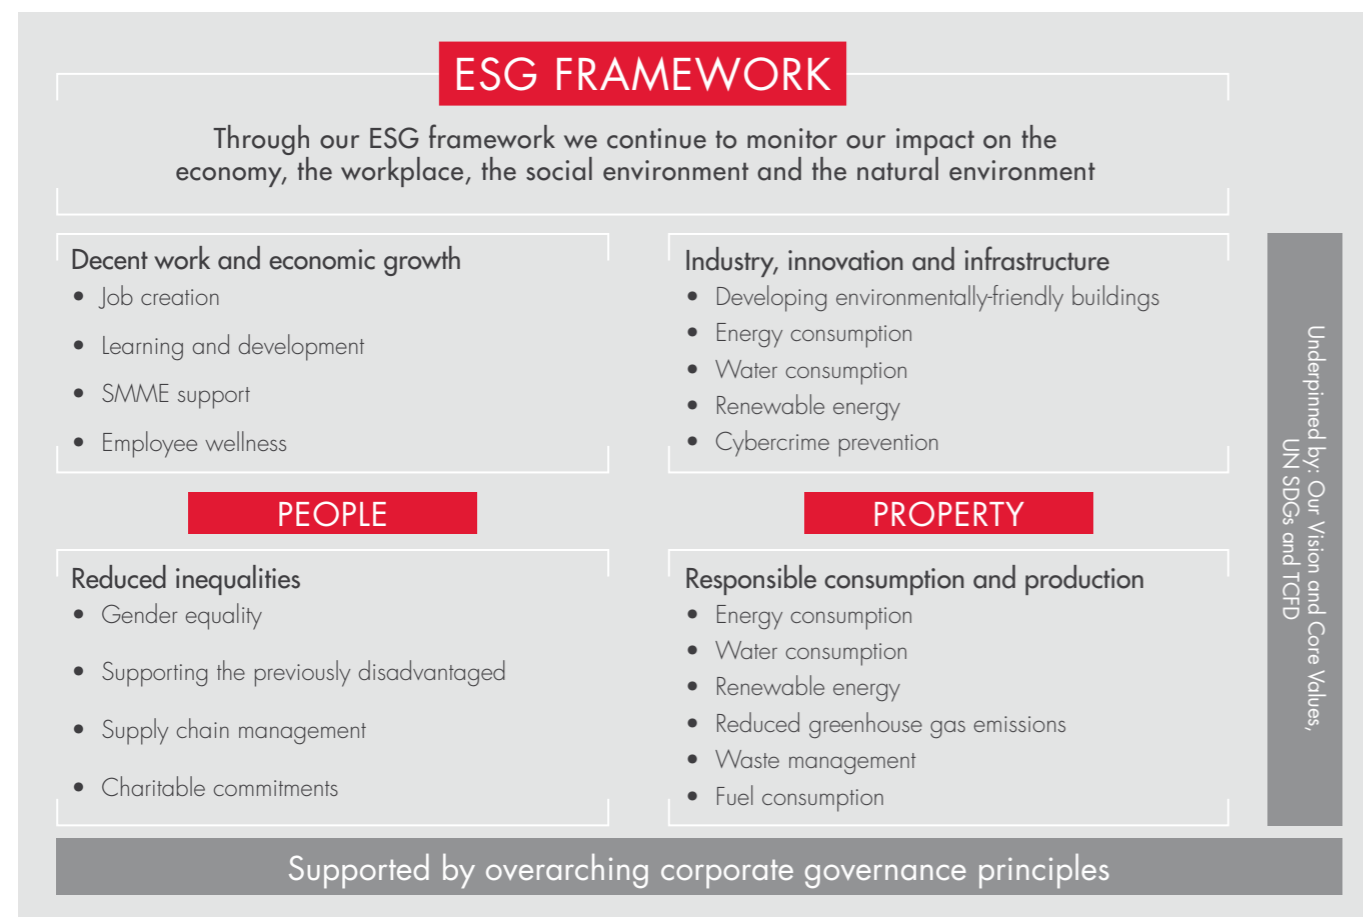 ESG FRAMEWORK
Through our ESG framework we continue to monitor our impact on the
economy, the workplace, the social environment and the natural environment
Decent work and economic growth
• Job creation
• Learning and development
• SMME support
• Employee wellness
PEOPLE
Reduced inequalities
• Gender equality
• Supporting the previously disadvantaged
• Supply chain management
• Charitable commitments
Industry, innovation and infrastructure
• Developing environmentally-friendly buildings
• Energy consumption
• Water consumption
• Renewable energy
• Cybercrime prevention
PROPERTY
Responsible consumption and production
• Energy consumption
• Water consumption
• Renewable energy
• Reduced greenhouse gas emissions
• Waste management
• Fuel consumption
Underpinned by: Our Vision and Core Values,
UN SDGs and TCFD
Supported by overarching corporate governance principles